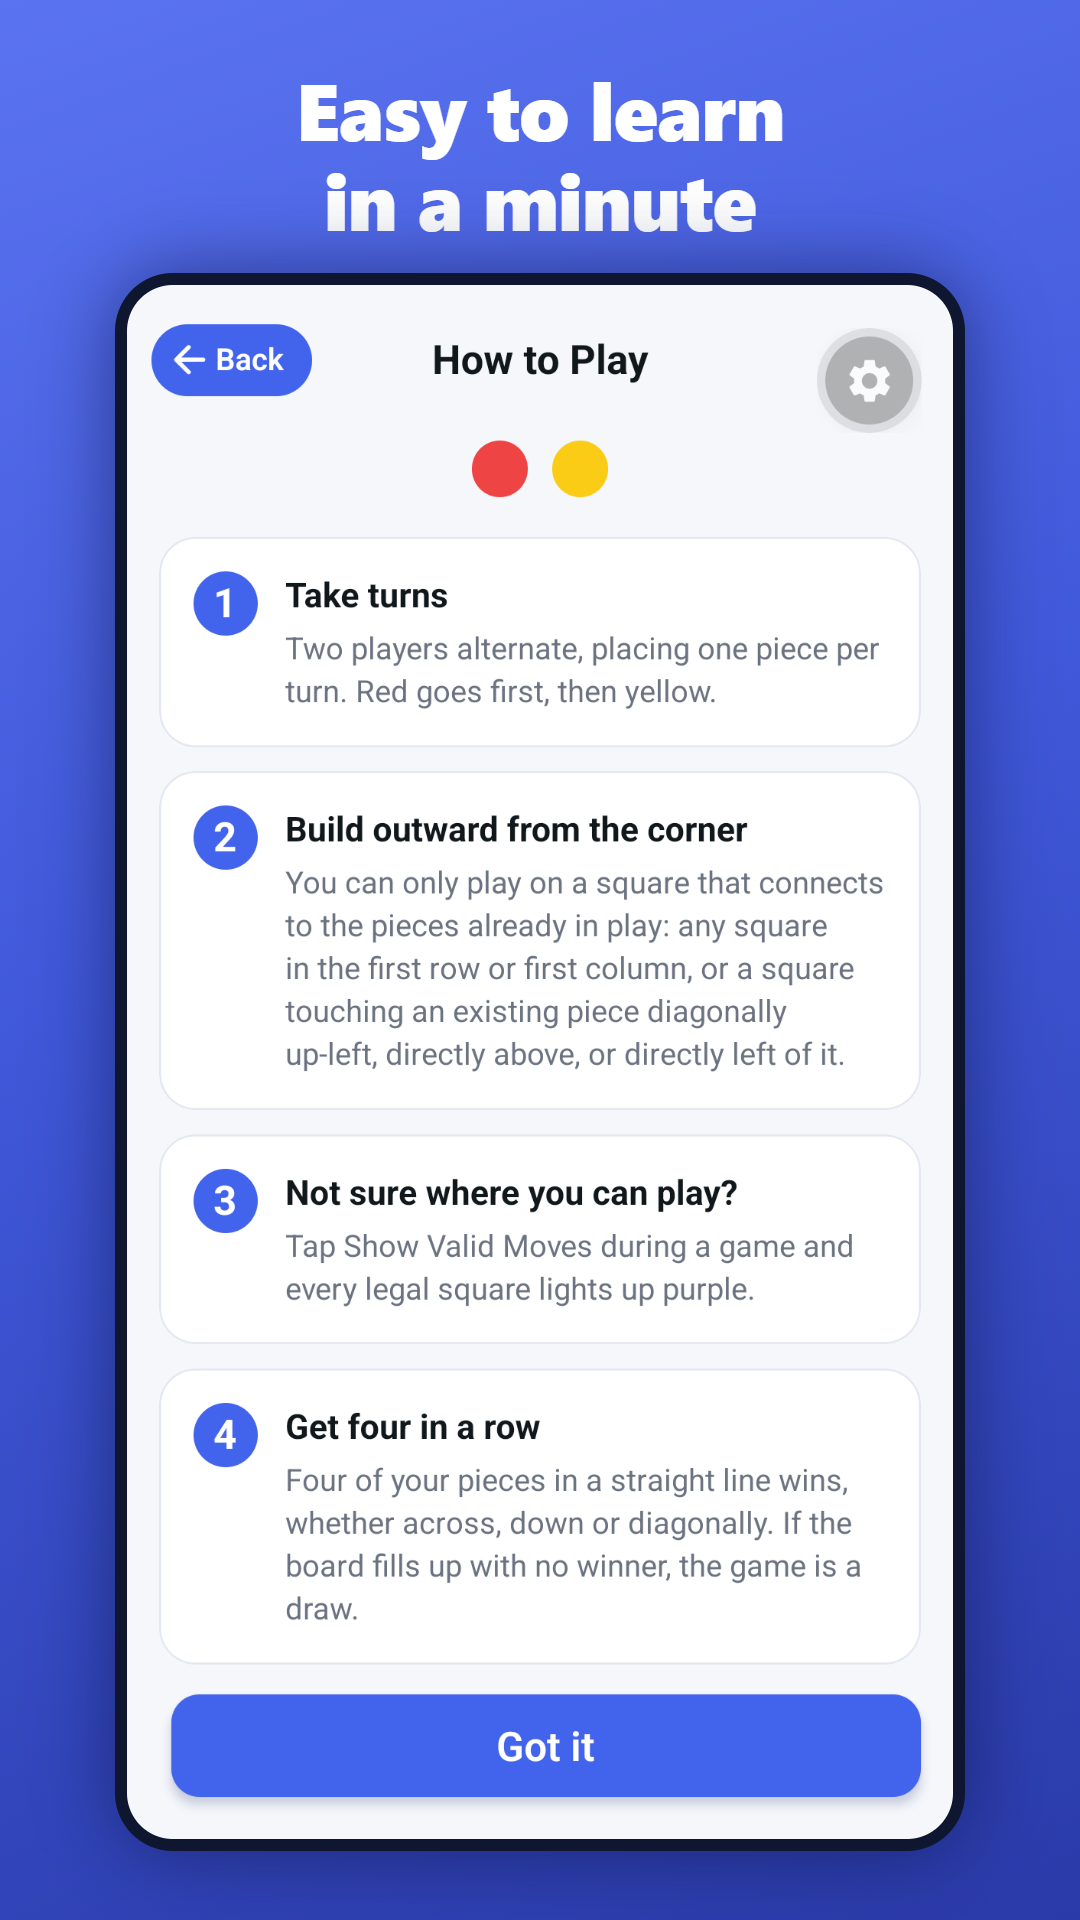 Easy to learn
in a minute
Back
How to Play
1
Take turns
Two players alternate, placing one piece per
turn. Red goes first, then yellow.
2
Build outward from the corner
You can only play on a square that connects
to the pieces already in play: any square
in the first row or first column, or a square
touching an existing piece diagonally
up-left, directly above, or directly left of it.
3
Not sure where you can play?
Tap Show Valid Moves during a game and
every legal square lights up purple.
4
Get four in a row
Four of your pieces in a straight line wins,
whether across, down or diagonally. If the
board fills up with no winner, the game is a
draw.
Got it